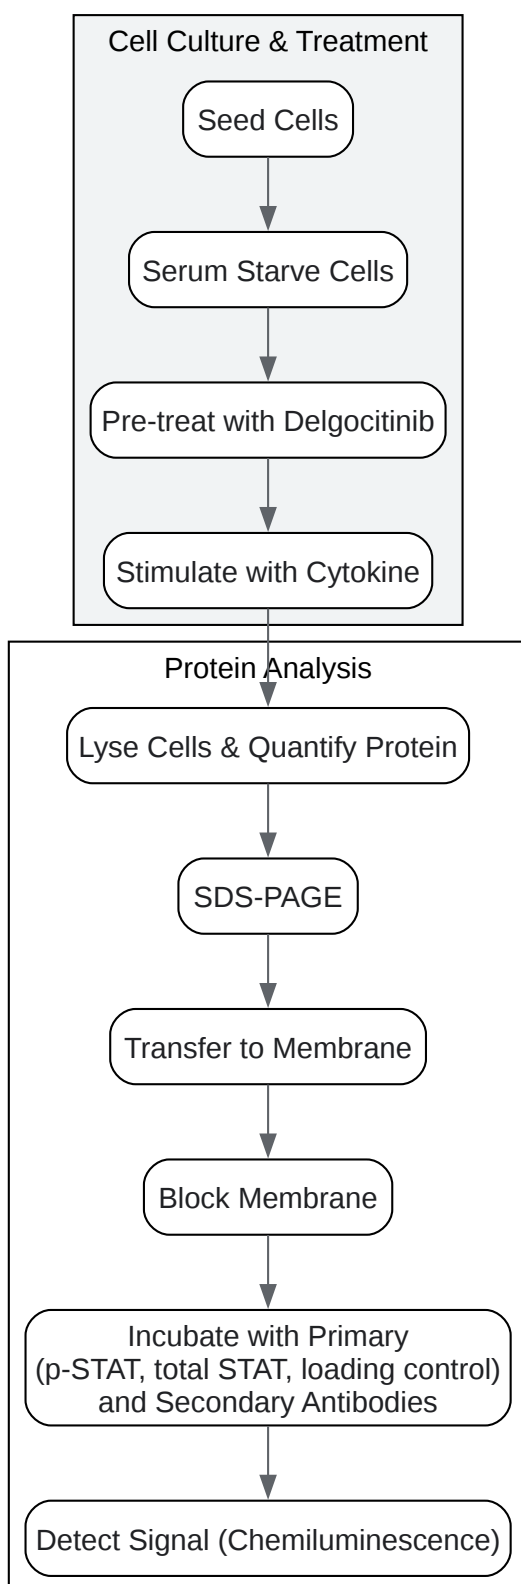 Cell Culture & Treatment
Seed Cells
Serum Starve Cells
Pre-treat with Delgocitinib
Stimulate with Cytokine
Protein Analysis
Lyse Cells & Quantify Protein
SDS-PAGE
Transfer to Membrane
Block Membrane
Incubate with Primary
(p-STAT, total STAT, loading control)
and Secondary Antibodies
Detect Signal (Chemiluminescence)